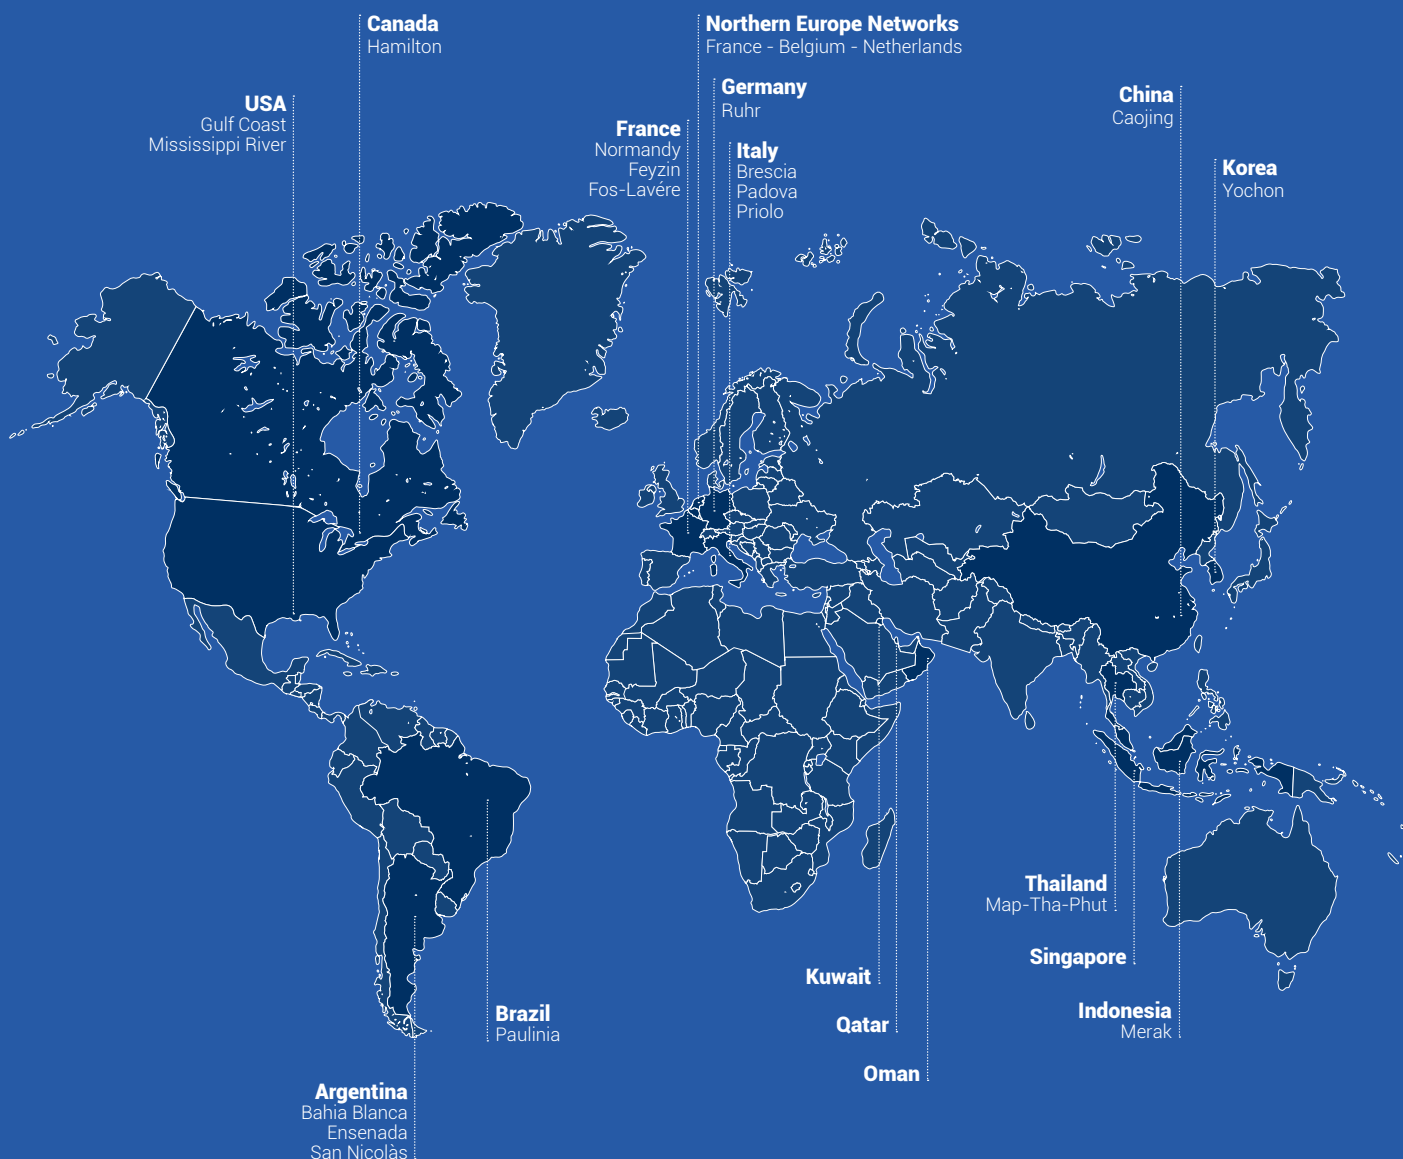 Canada
Hamilton
Northern Europe Networks
France - Belgium - Netherlands
USA
Gulf Coast
Mississippi River
Germany
Ruhr
France
Normandy
Feyzin
Fos-Lavére
Italy
Brescia
Padova
Priolo
China
Caojing
Korea
Yochon
Thailand
Map-Tha-Phut
Singapore
Indonesia
Merak
Kuwait
Qatar
Oman
Brazil
Paulinia
Argentina
Bahia Blanca
Ensenada
San Nicolàs